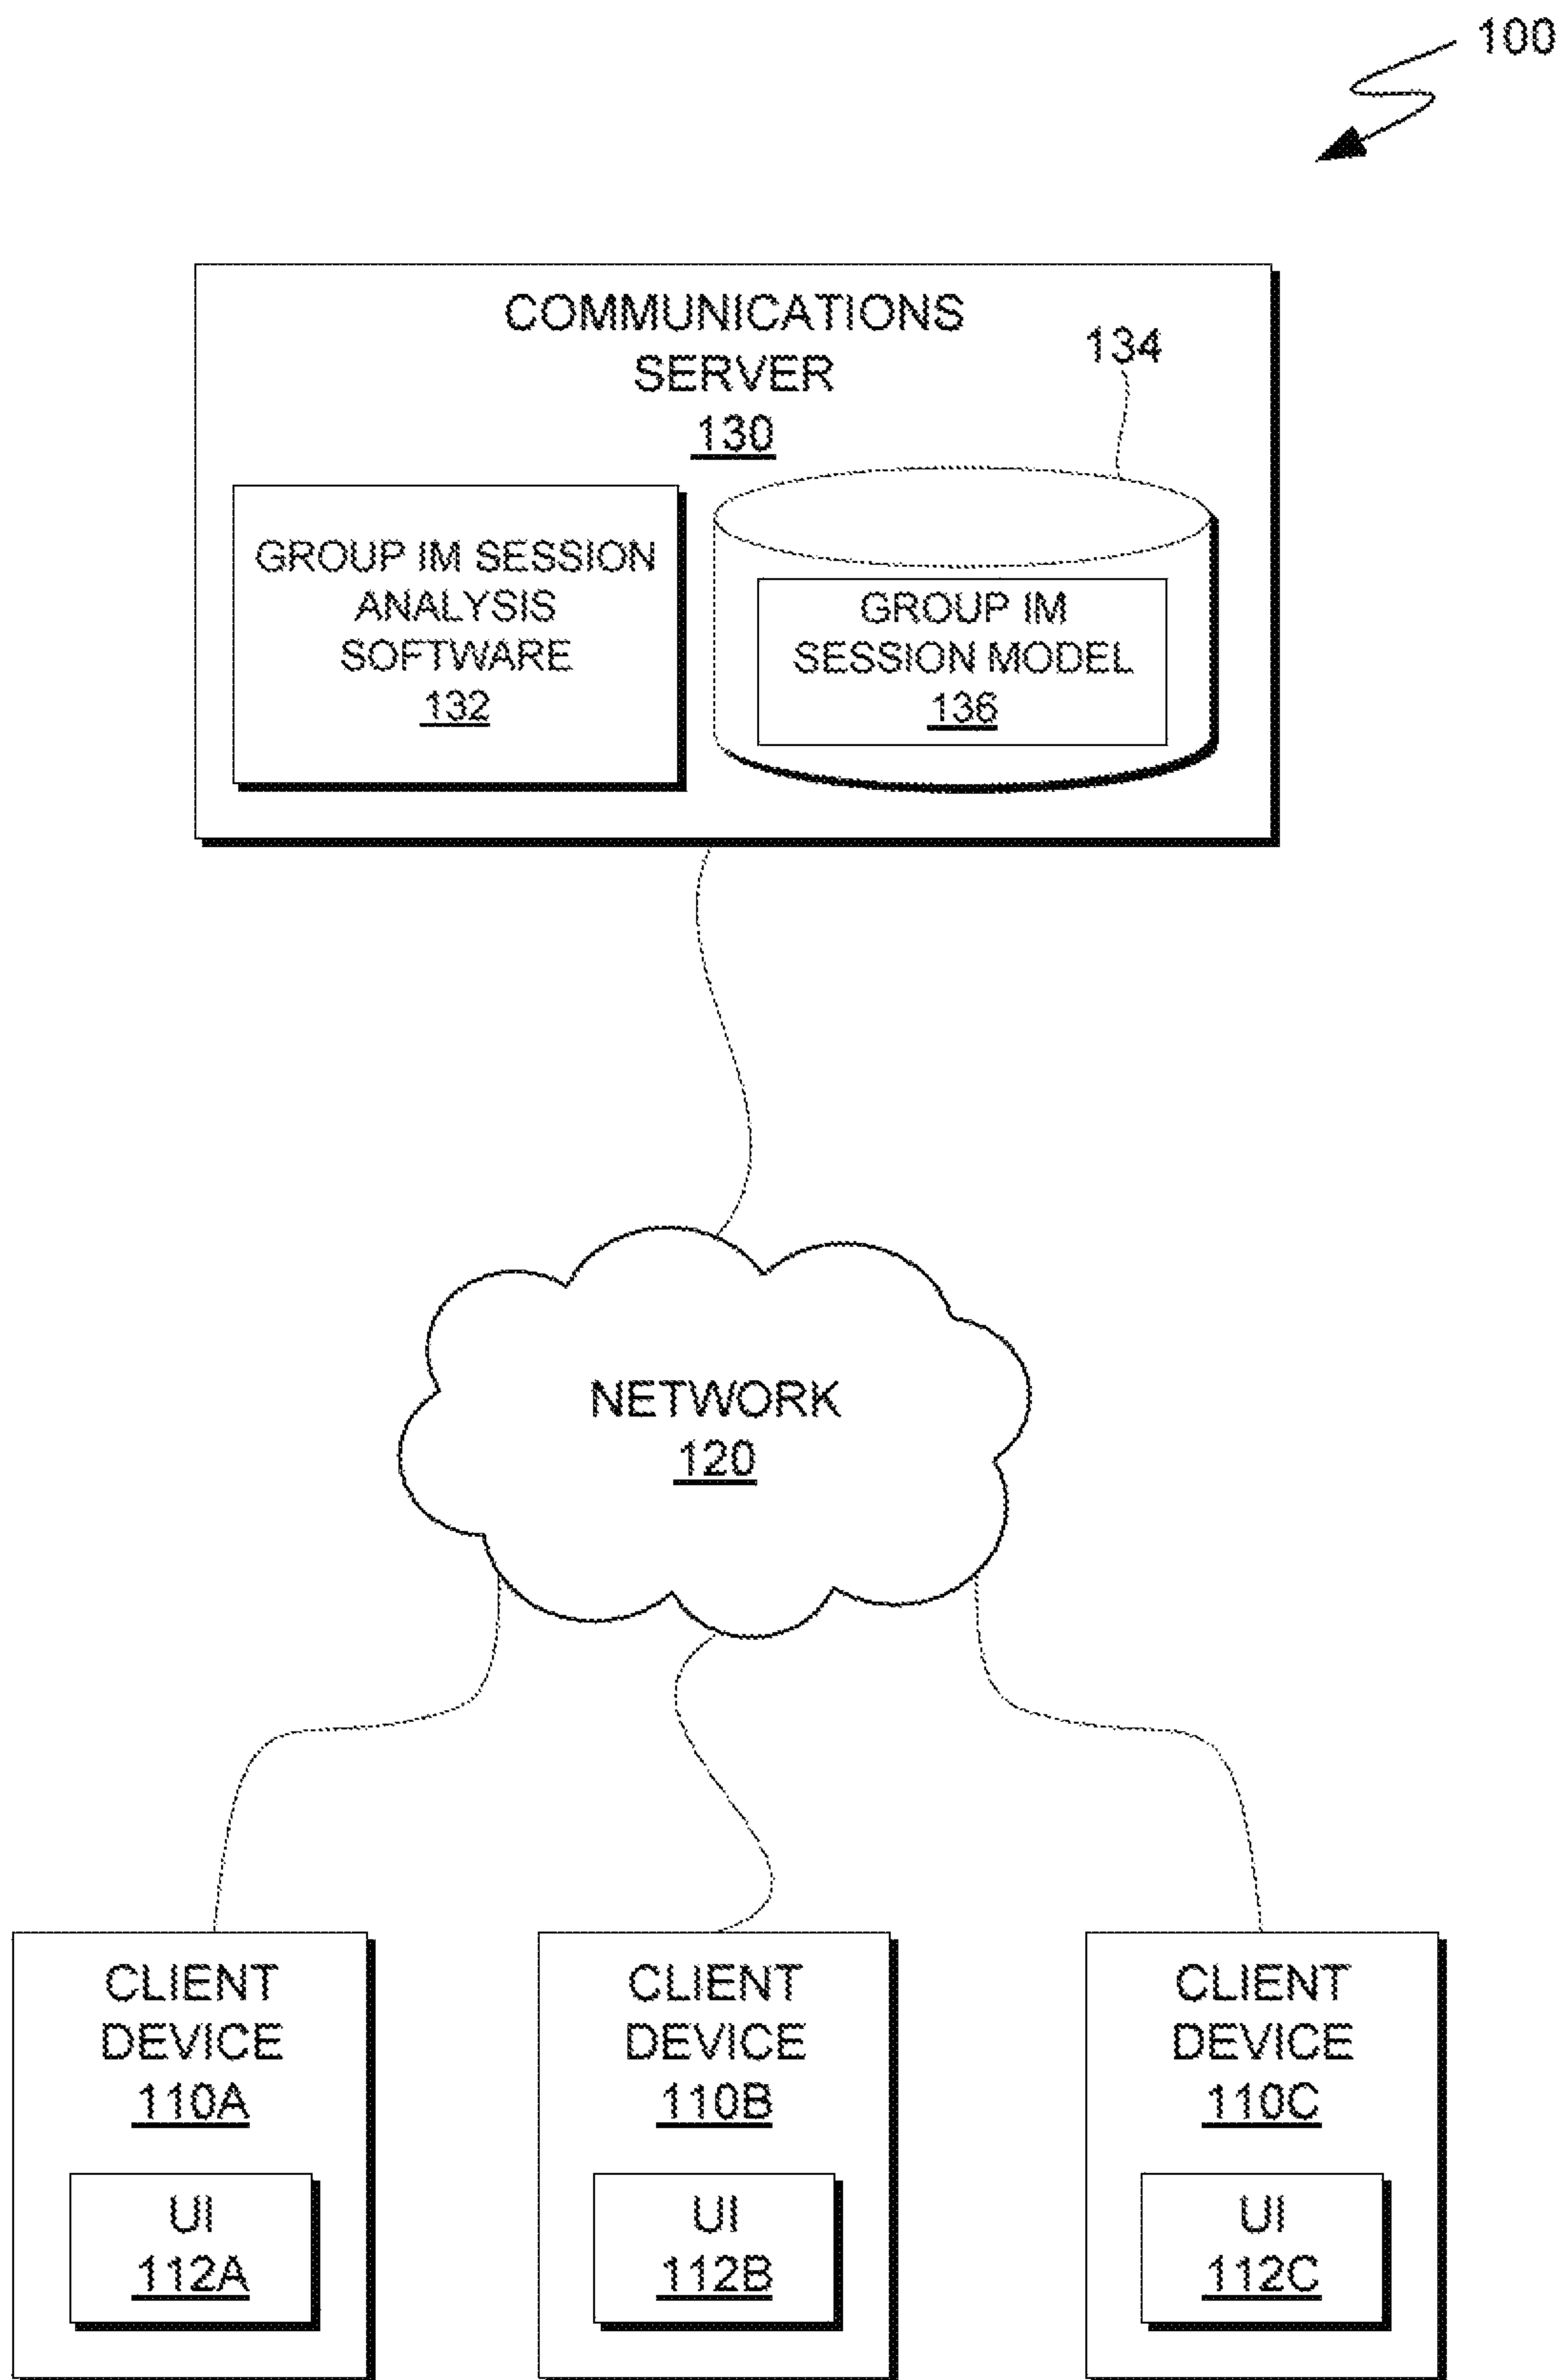 100
COMMUNICATIONS
SERVER
130
134
GROUP IM SESSION
ANALYSIS
SOFTWARE
132
GROUP IM
SESSION MODEL
136
NETWORK
120
CLIENT
DEVICE
110A
UI
112A
CLIENT
DEVICE
110B
UI
112B
CLIENT
DEVICE
110C
UI
112C